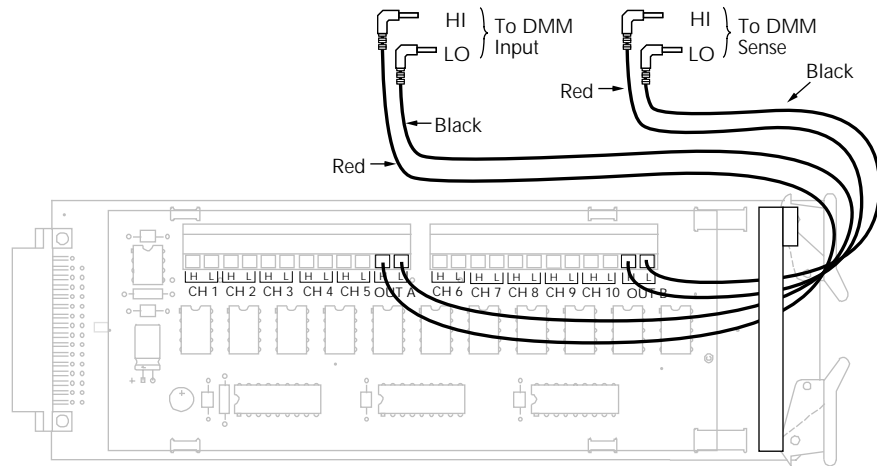 HI
LO
To DMM
Input
HI
LO
To DMM
Sense
Black
Red
Black
Red
H L H L H L H L H L H L
CH 1 CH 2 CH 3 CH 4 CH 5 OUT A
H L H L H L H L H L H L
CH 6 CH 7 CH 8 CH 9 CH 10 OUT B
+